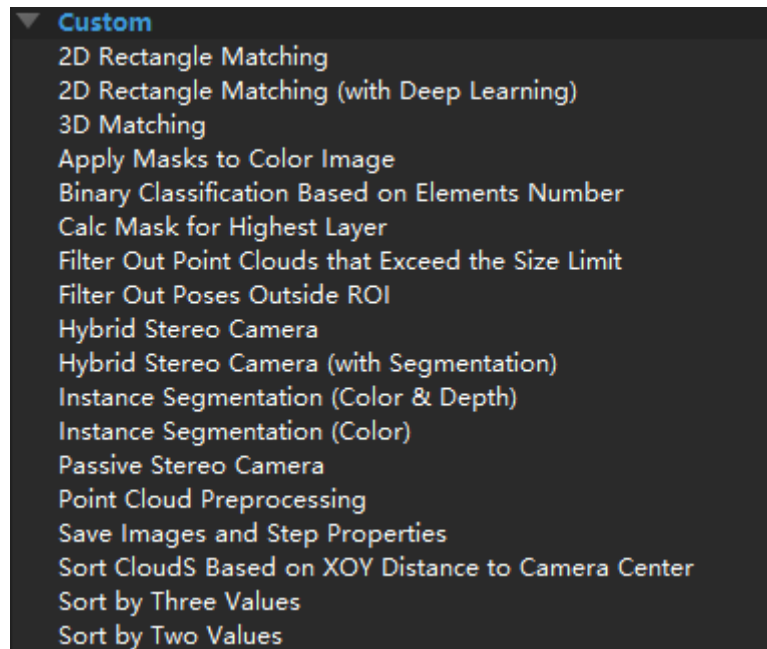 Custom
2D Rectangle Matching
2D Rectangle Matching (with Deep Learning)
3D Matching
Apply Masks to Color Image
Binary Classification Based on Elements Number
Calc Mask for Highest Layer
Filter Out Point Clouds that Exceed the Size Limit
Filter Out Poses Outside ROI
Hybrid Stereo Camera
Hybrid Stereo Camera (with Segmentation)
Instance Segmentation (Color & Depth)
Instance Segmentation (Color)
Passive Stereo Camera
Point Cloud Preprocessing
Save Images and Step Properties
Sort CloudS Based on XOY Distance to Camera Center
Sort by Three Values
Sort by Two Values